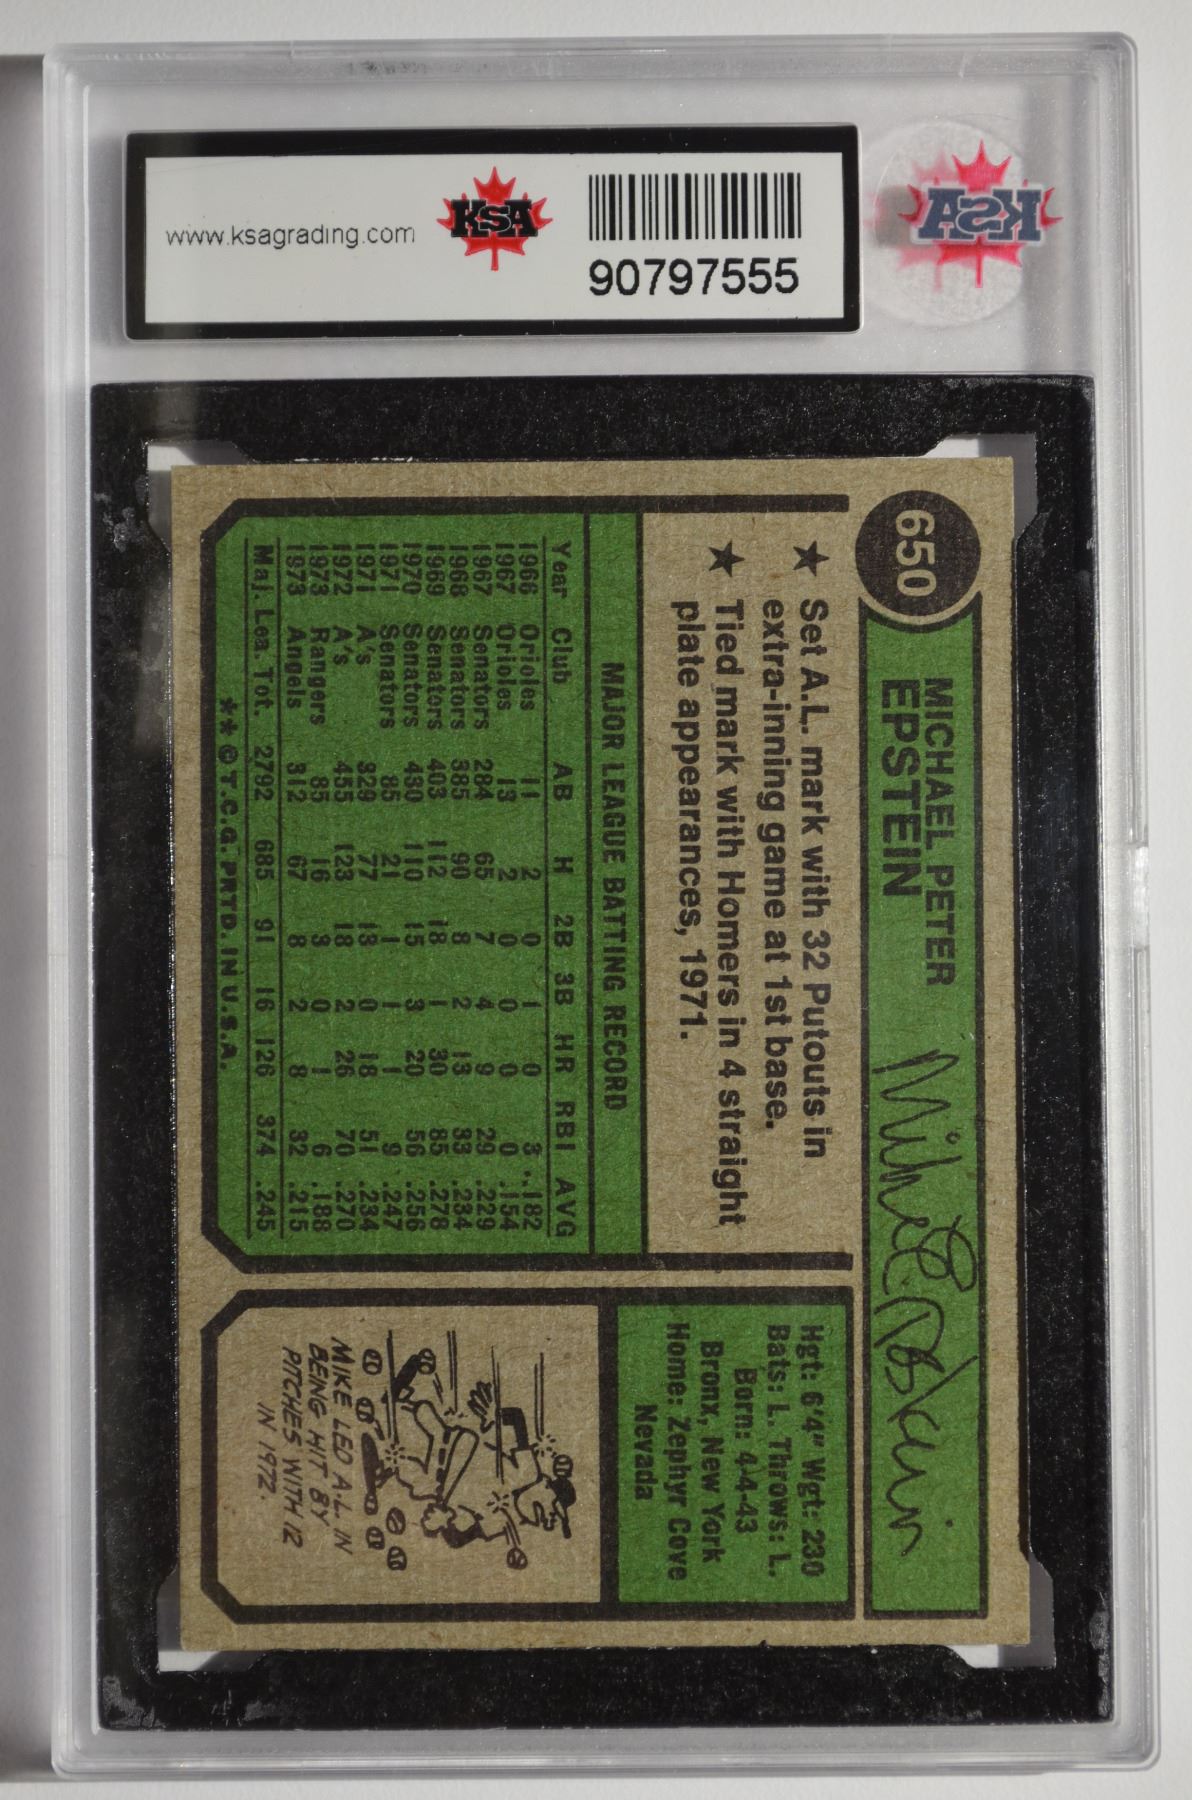 www.ksagrading.com
KSA
90797555
KSA
650
MICHAEL PETER
EPSTEIN
Mike Epstein
★ Set A.L. mark with 32 Putouts in
extra-inning game at 1st base.
★ Tied mark with Homers in 4 straight
plate appearances, 1971.
MAJOR LEAGUE BATTING RECORD
Year Club AB H 2B 3B HR RBI AVG
1966 Orioles 11 2 0 1 0 3 .182
1967 Orioles 13 2 0 0 0 0 .154
1967 Senators 284 65 7 4 9 29 .229
1968 Senators 385 90 8 2 13 33 .234
1969 Senators 403 112 18 1 30 85 .278
1970 Senators 430 110 15 3 20 56 .256
1971 Senators 85 21 1 1 1 9 .247
1971 A's 329 77 13 0 18 51 .234
1972 A's 455 123 18 2 26 70 .270
1973 Rangers 85 16 3 0 1 6 .188
1973 Angels 312 67 8 2 8 32 .215
Maj. Lea. Tot. 2792 685 91 16 126 374 .245
** © T.C.G. PRTD. IN U.S.A.
Hgt: 6'4" Wgt: 230
Bats: L. Throws: L.
Born: 4-4-43
Bronx, New York
Home: Zephyr Cove
Nevada
MIKE LED A.L. IN
BEING HIT BY
PITCHES WITH 12
IN 1972.